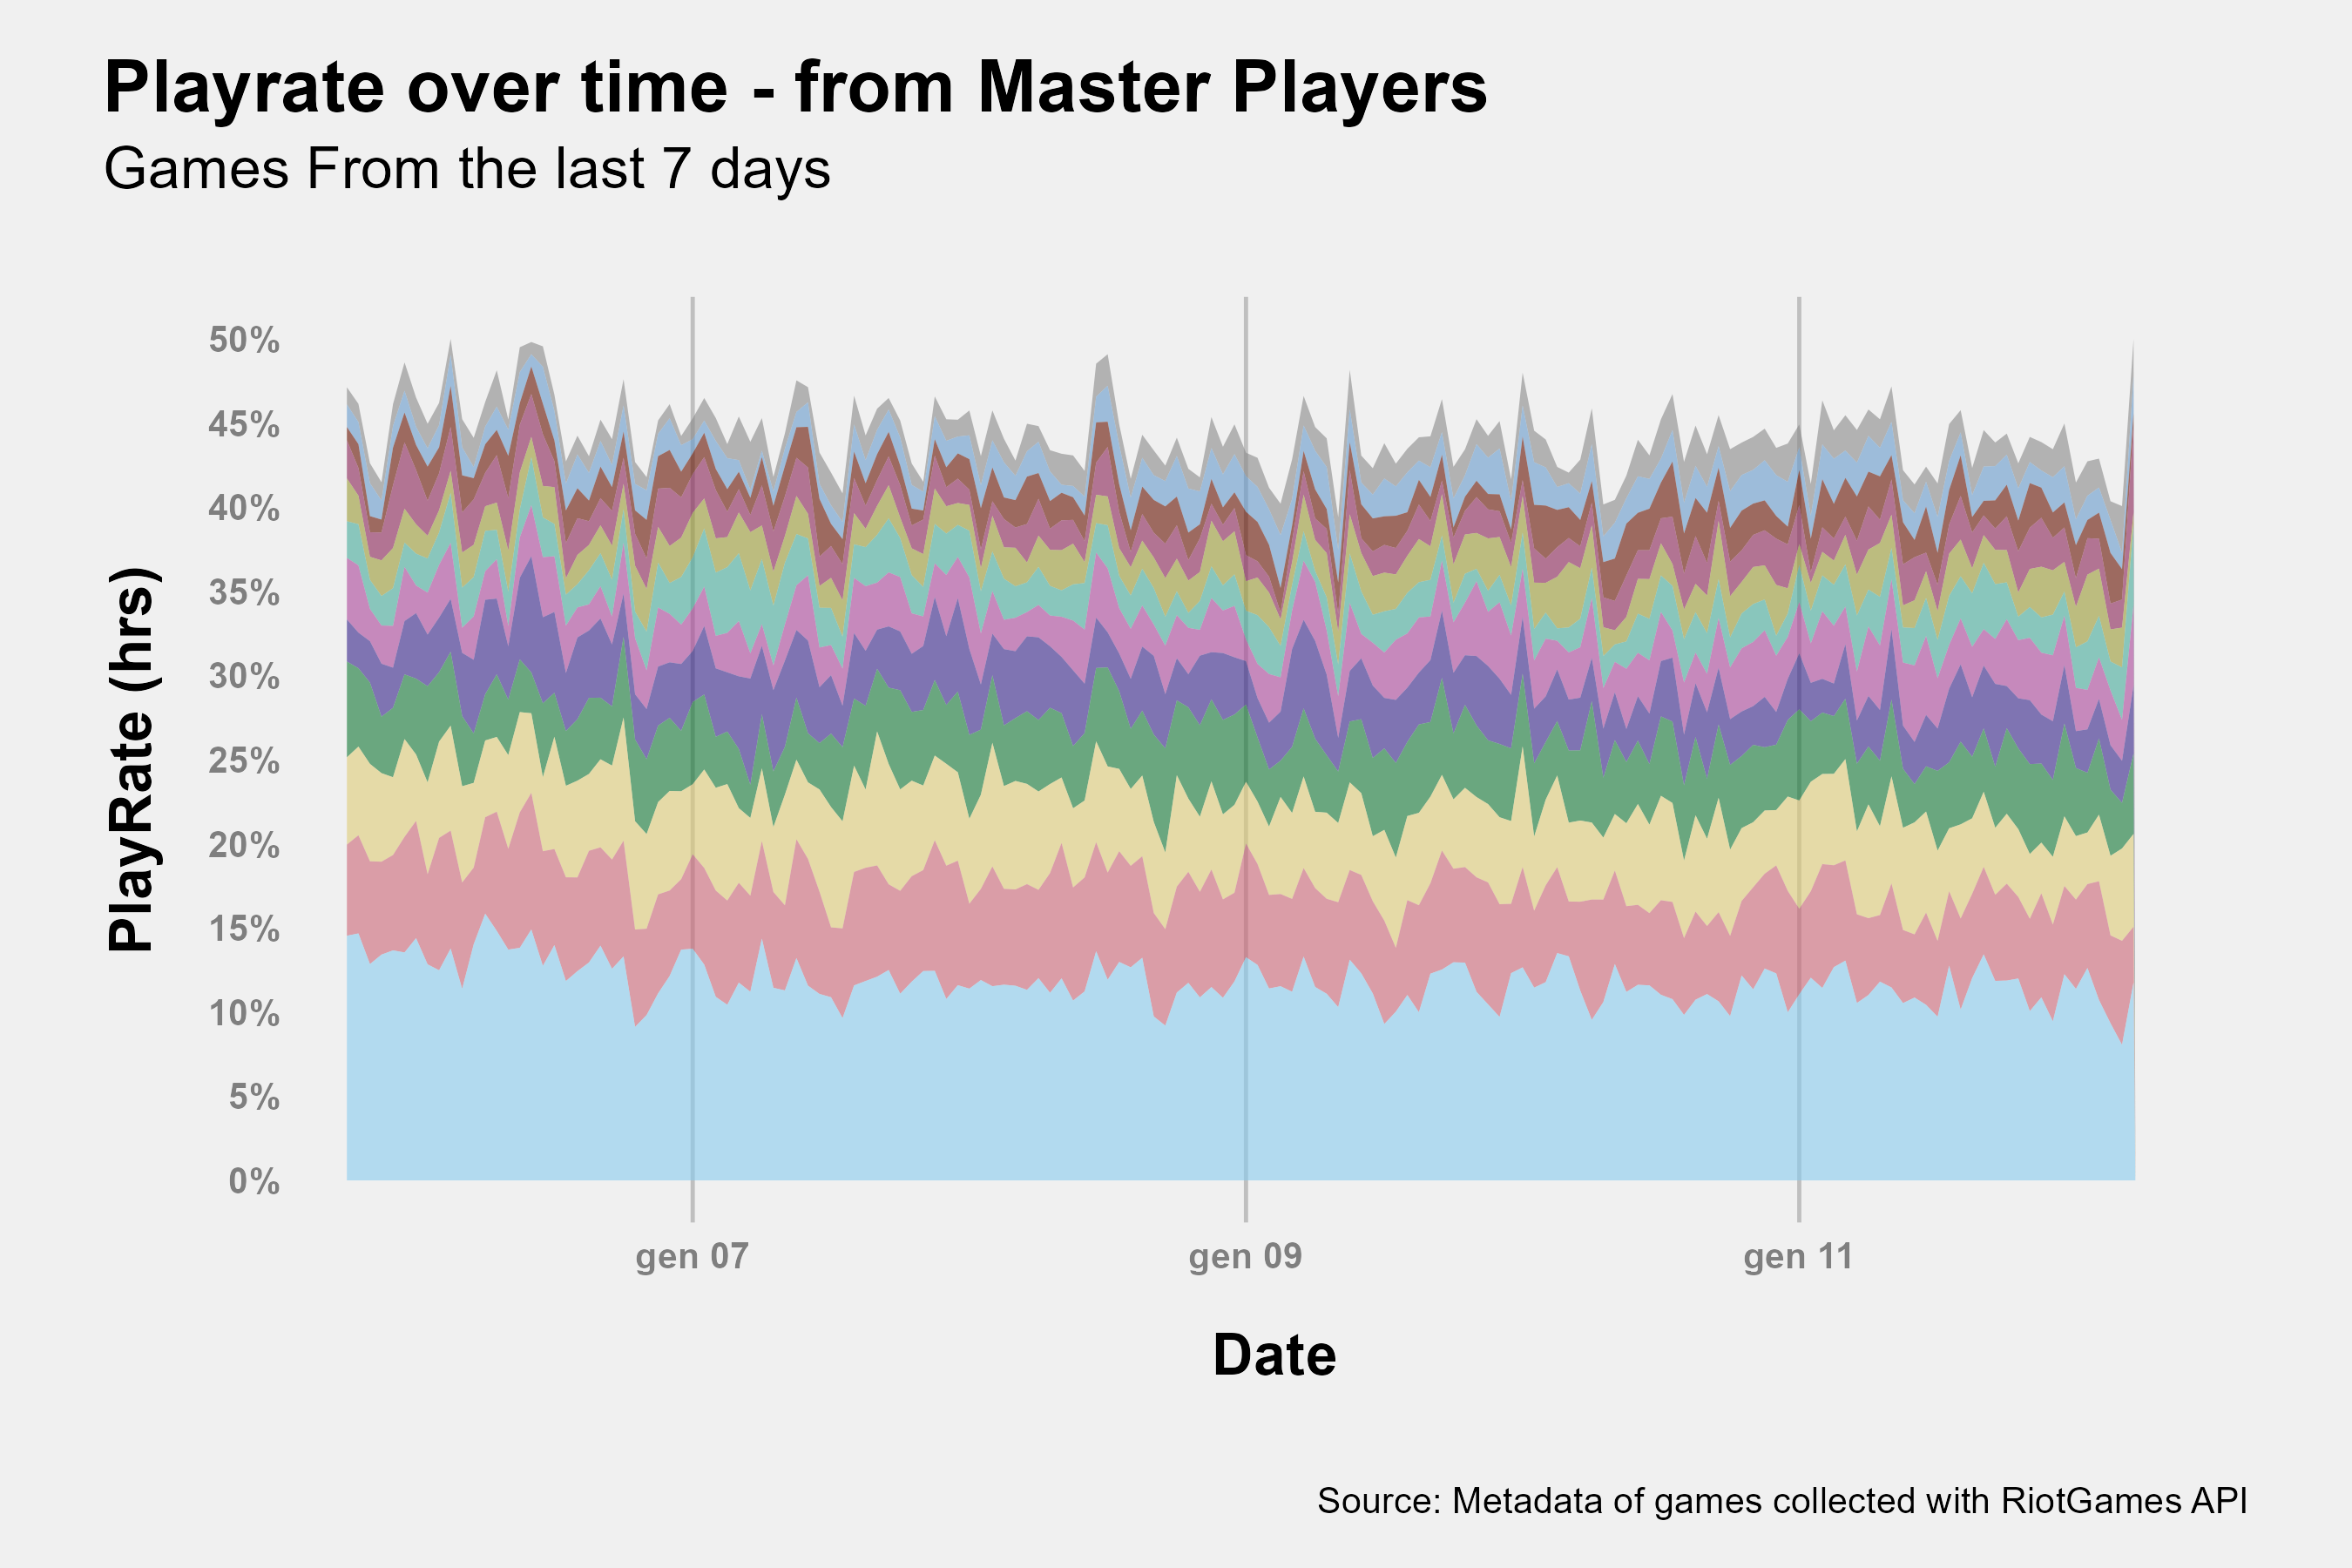 Playrate over time - from Master Players
Games From the last 7 days
PlayRate (hrs)
50%
45%
40%
35%
30%
25%
20%
15%
10%
5%
0%
gen 07
gen 09
gen 11
Date
Source: Metadata of games collected with RiotGames API